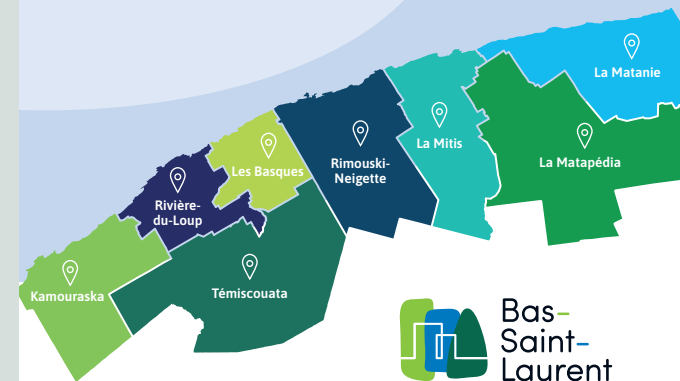 La Matanie
La Mitis
La Matapédia
Rimouski-
Neigette
Les Basques
Rivière-
du-Loup
Témiscouata
Kamouraska
Bas-
Saint-
Laurent